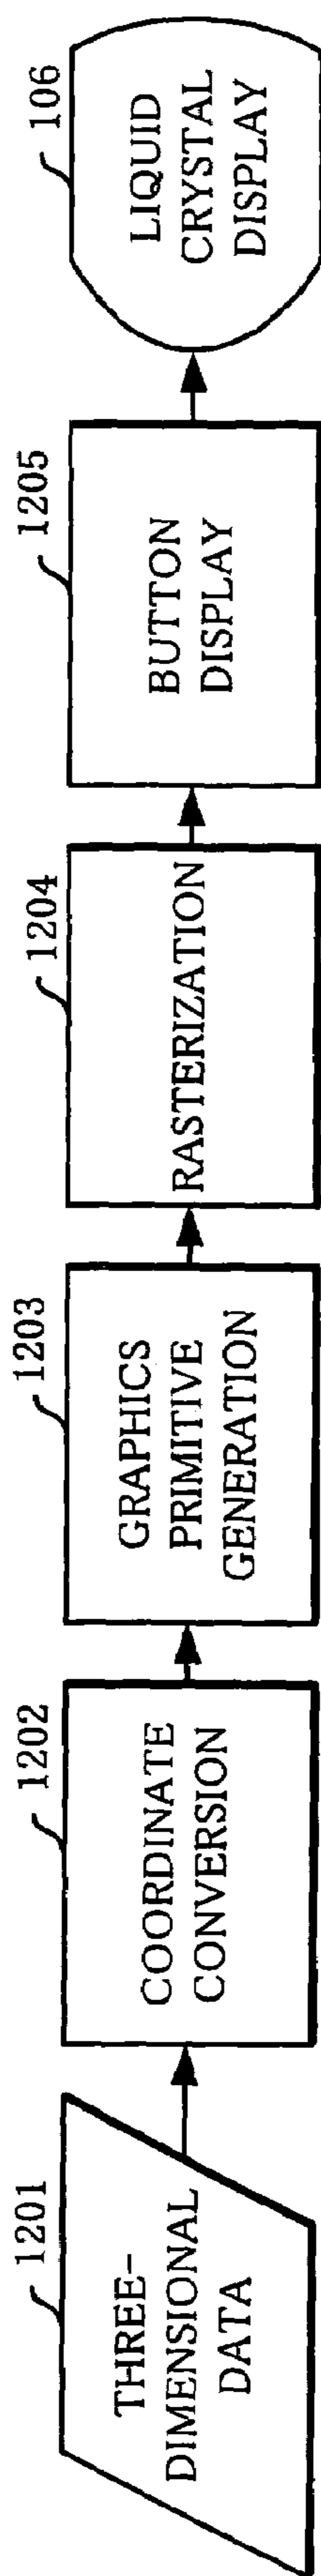 1201
THREE-
DIMENSIONAL
DATA
1202
COORDINATE
CONVERSION
1203
GRAPHICS
PRIMITIVE
GENERATION
1204
RASTERIZATION
1205
BUTTON
DISPLAY
106
LIQUID
CRYSTAL
DISPLAY